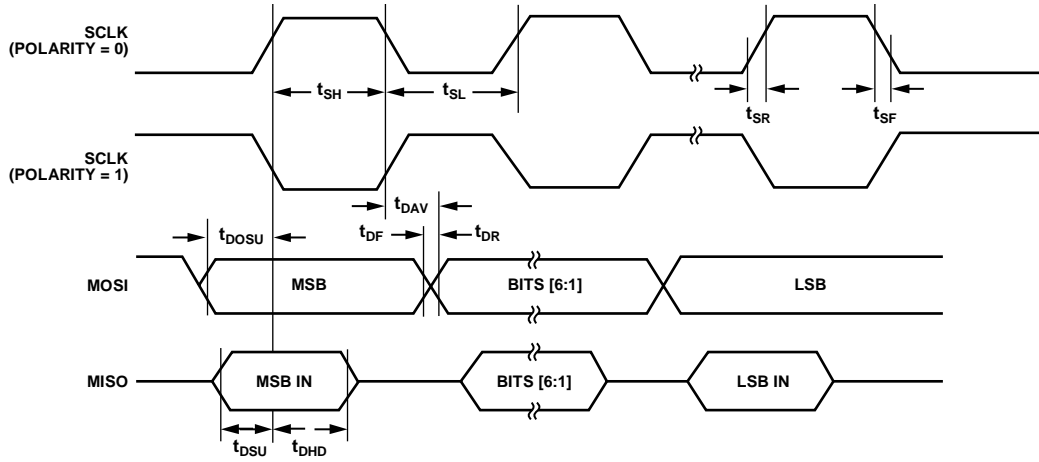 SCLK
(POLARITY = 0)
tSH
tSL
tSR
tSF
SCLK
(POLARITY = 1)
tDAV
tDOSU
tDF
tDR
MOSI
MSB
BITS [6:1]
LSB
MISO
MSB IN
BITS [6:1]
LSB IN
tDSU
tDHD